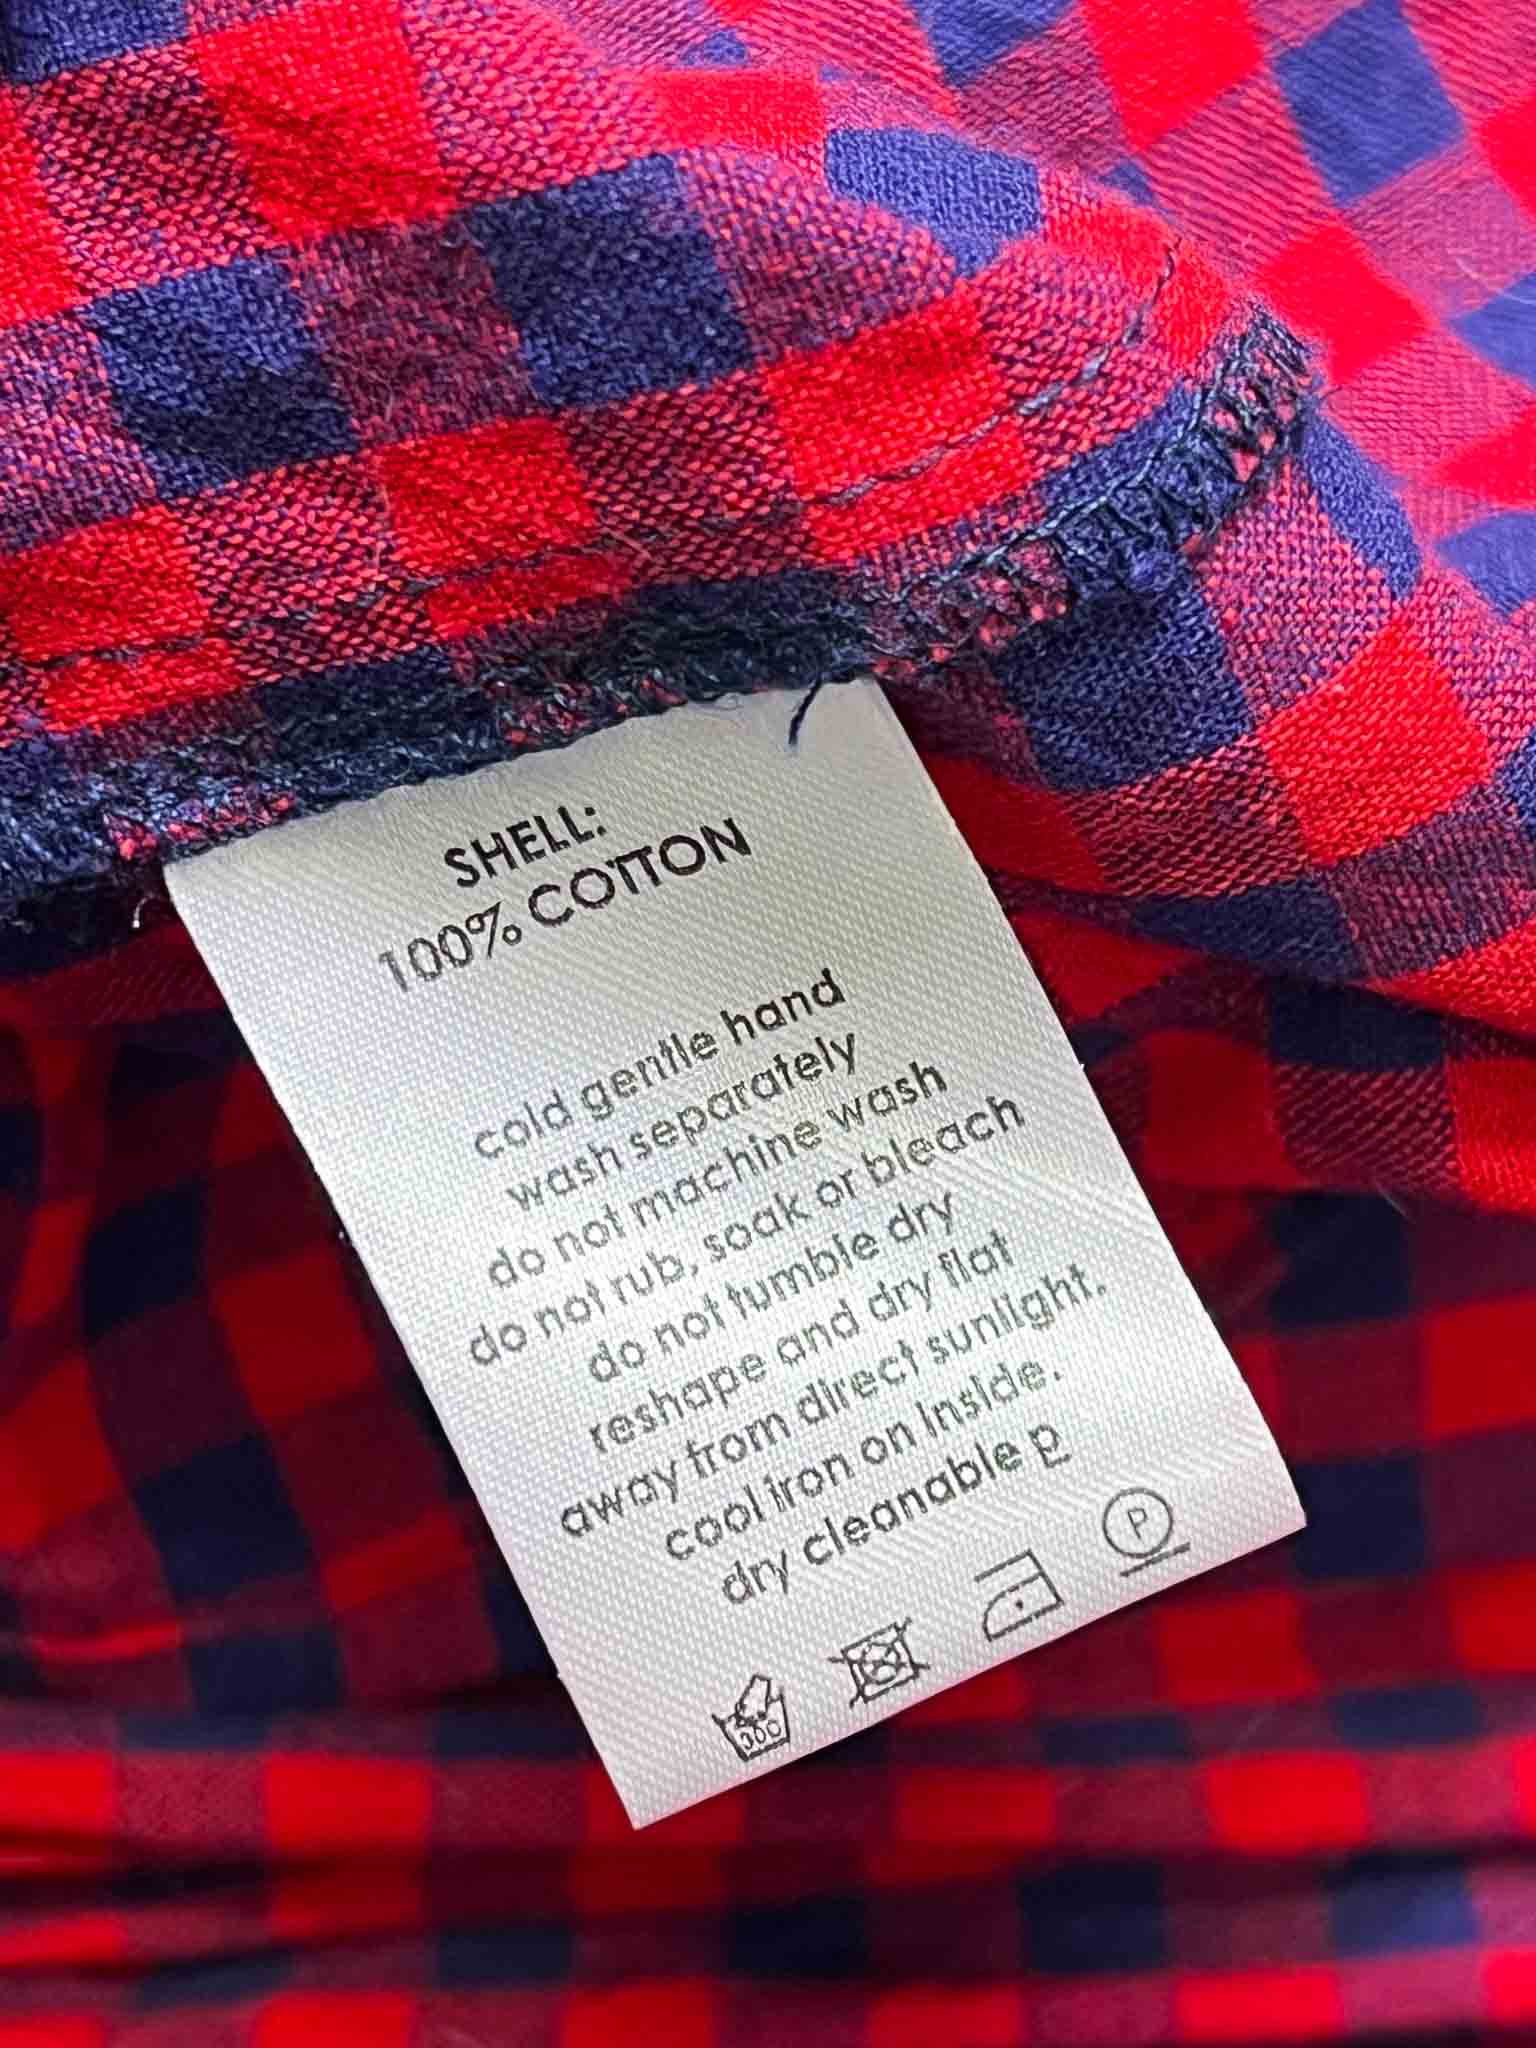 SHELL:
100% COTTON
cold gentle hand
wash separately
do not machine wash
do not rub, soak or bleach
do not tumble dry
reshape and dry flat
away from direct sunlight.
cool iron on inside.
dry cleanable p
P